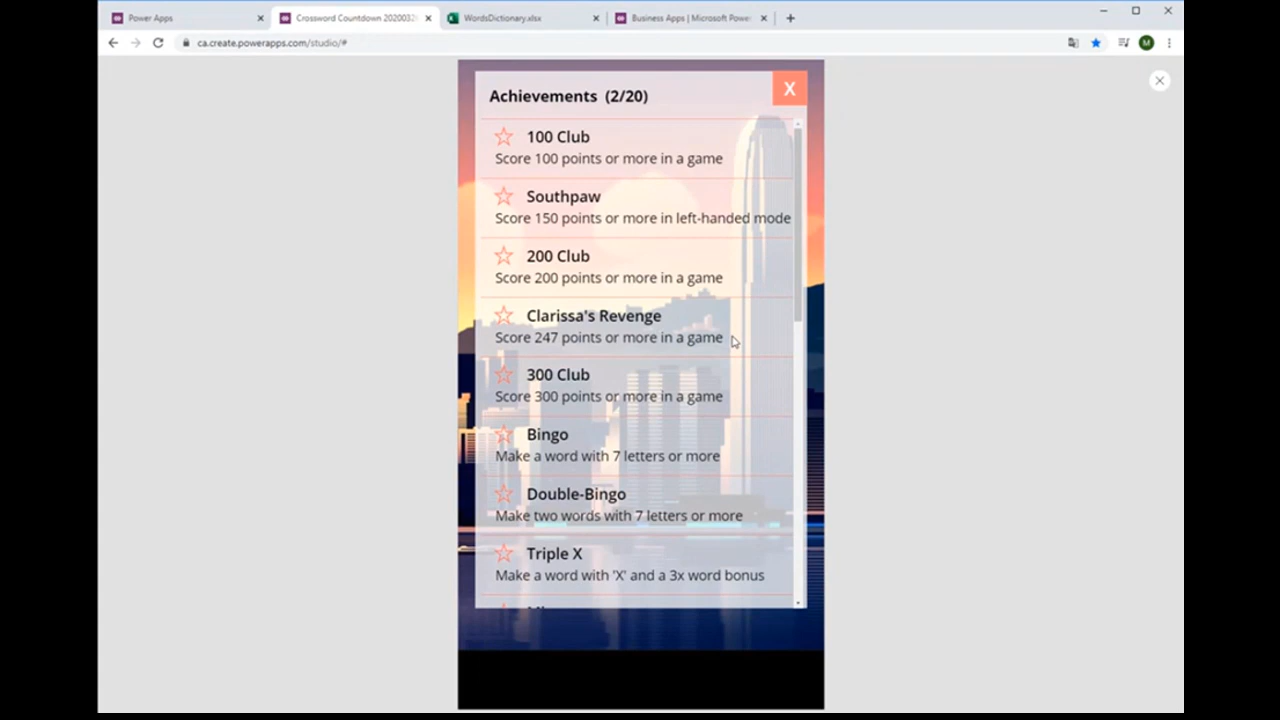 Power Apps
Crossword Countdown 2020032
WordsDictionary.xlsx
Business Apps | Microsoft Power
ca.create.powerapps.com/studio/#
M
Achievements (2/20)
X
100 Club
Score 100 points or more in a game
Southpaw
Score 150 points or more in left-handed mode
200 Club
Score 200 points or more in a game
Clarissa's Revenge
Score 247 points or more in a game
300 Club
Score 300 points or more in a game
Bingo
Make a word with 7 letters or more
Double-Bingo
Make two words with 7 letters or more
Triple X
Make a word with 'X' and a 3x word bonus